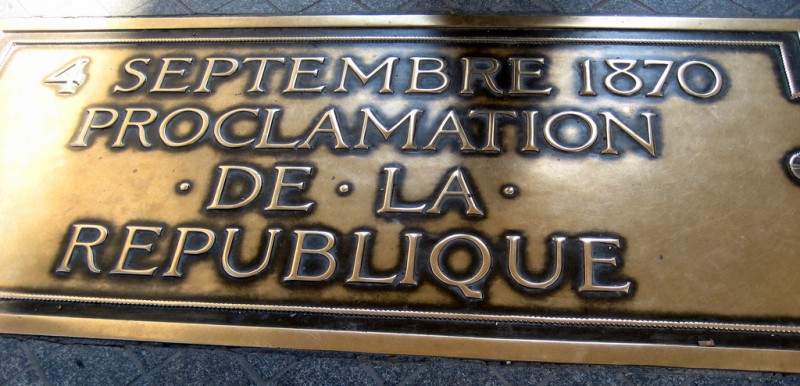 4 SEPTEMBRE 1870
PROCLAMATION
· DE · LA ·
REPUBLIQUE